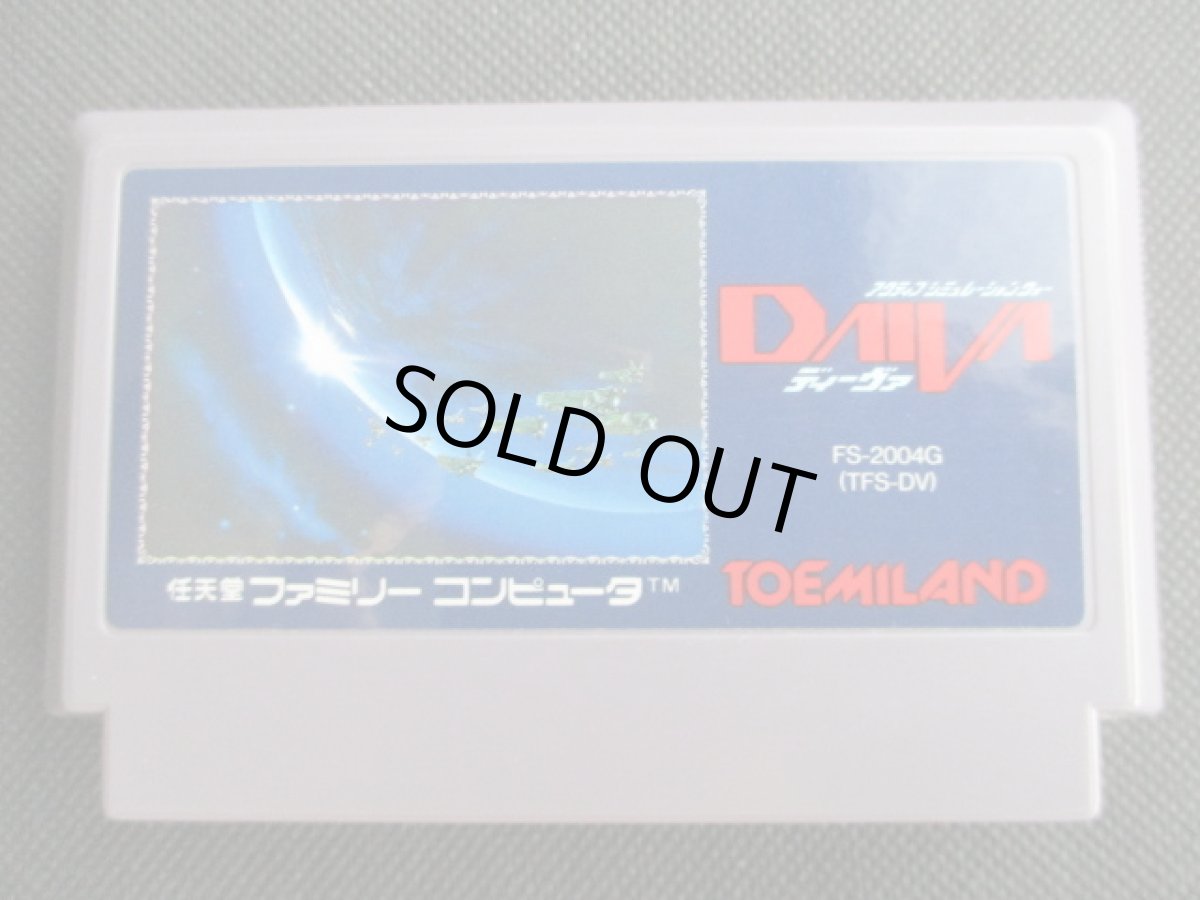 アクティブシミュレーションウォー
DAIVA
ディーヴァ
SOLD OUT
FS-2004G
(TFS-DV)
TOEMILAND
任天堂 ファミリー コンピュータ™